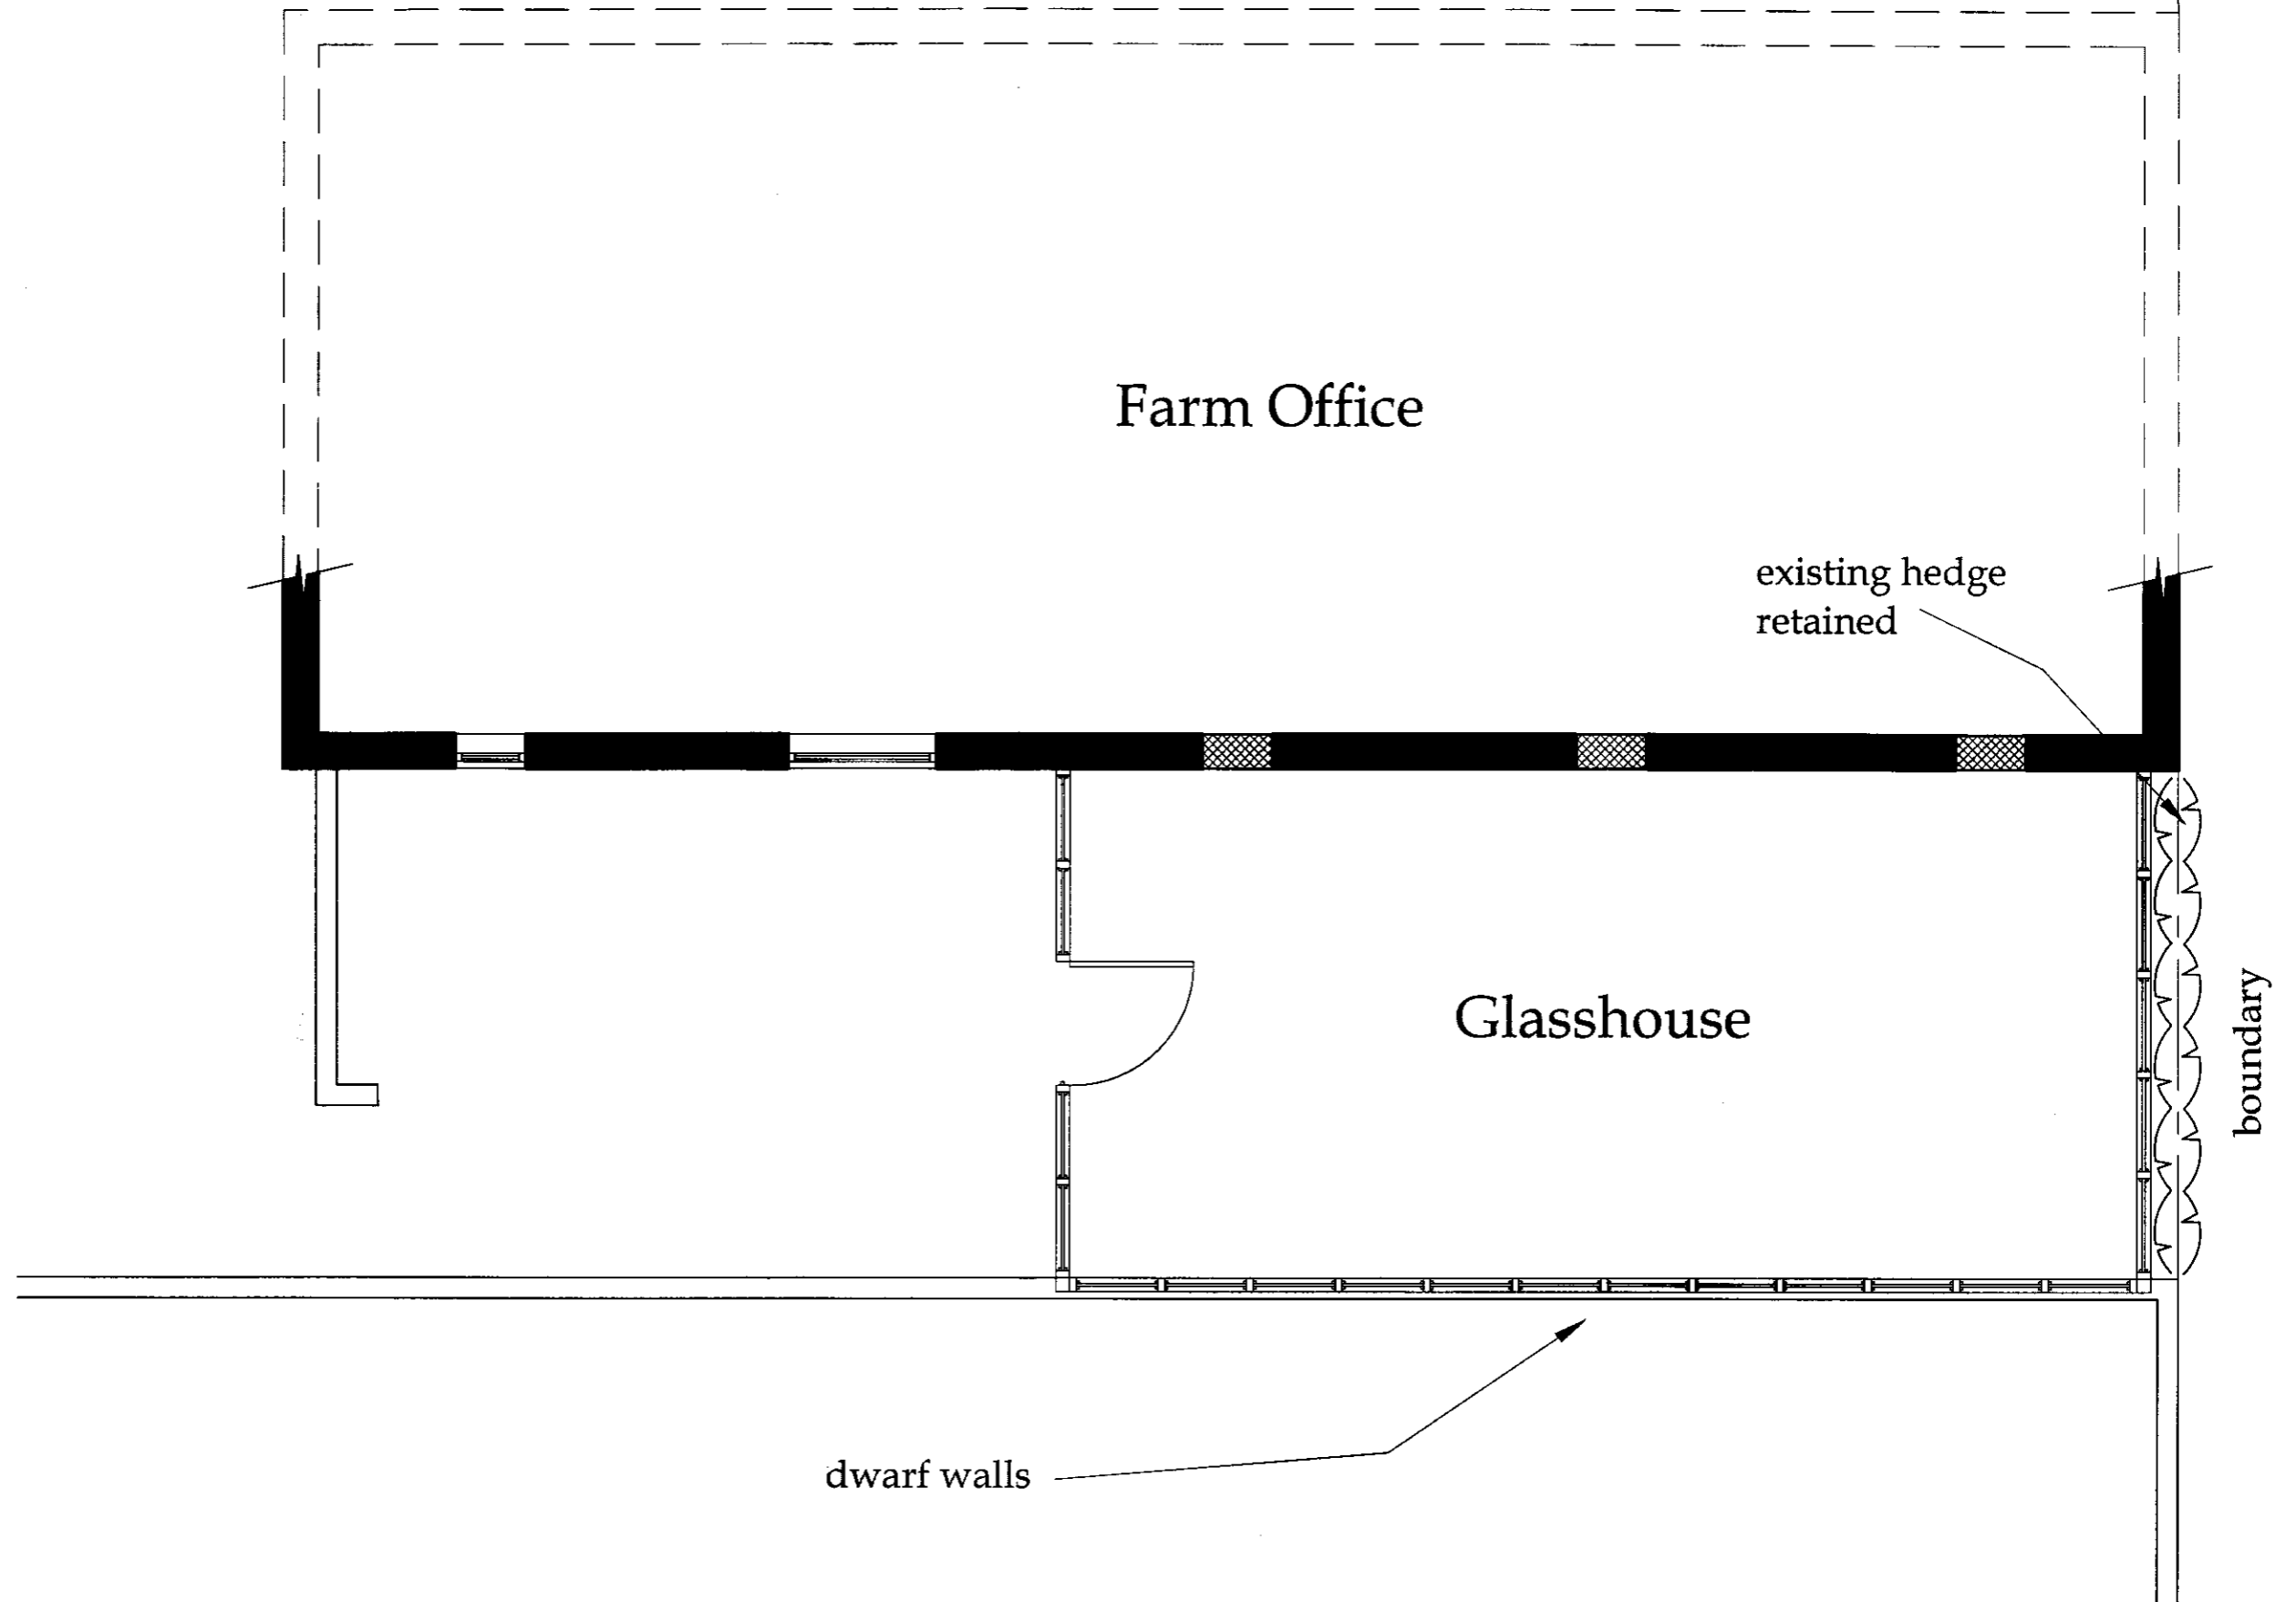 Farm Office
existing hedge
retained
Glasshouse
boundary
dwarf walls